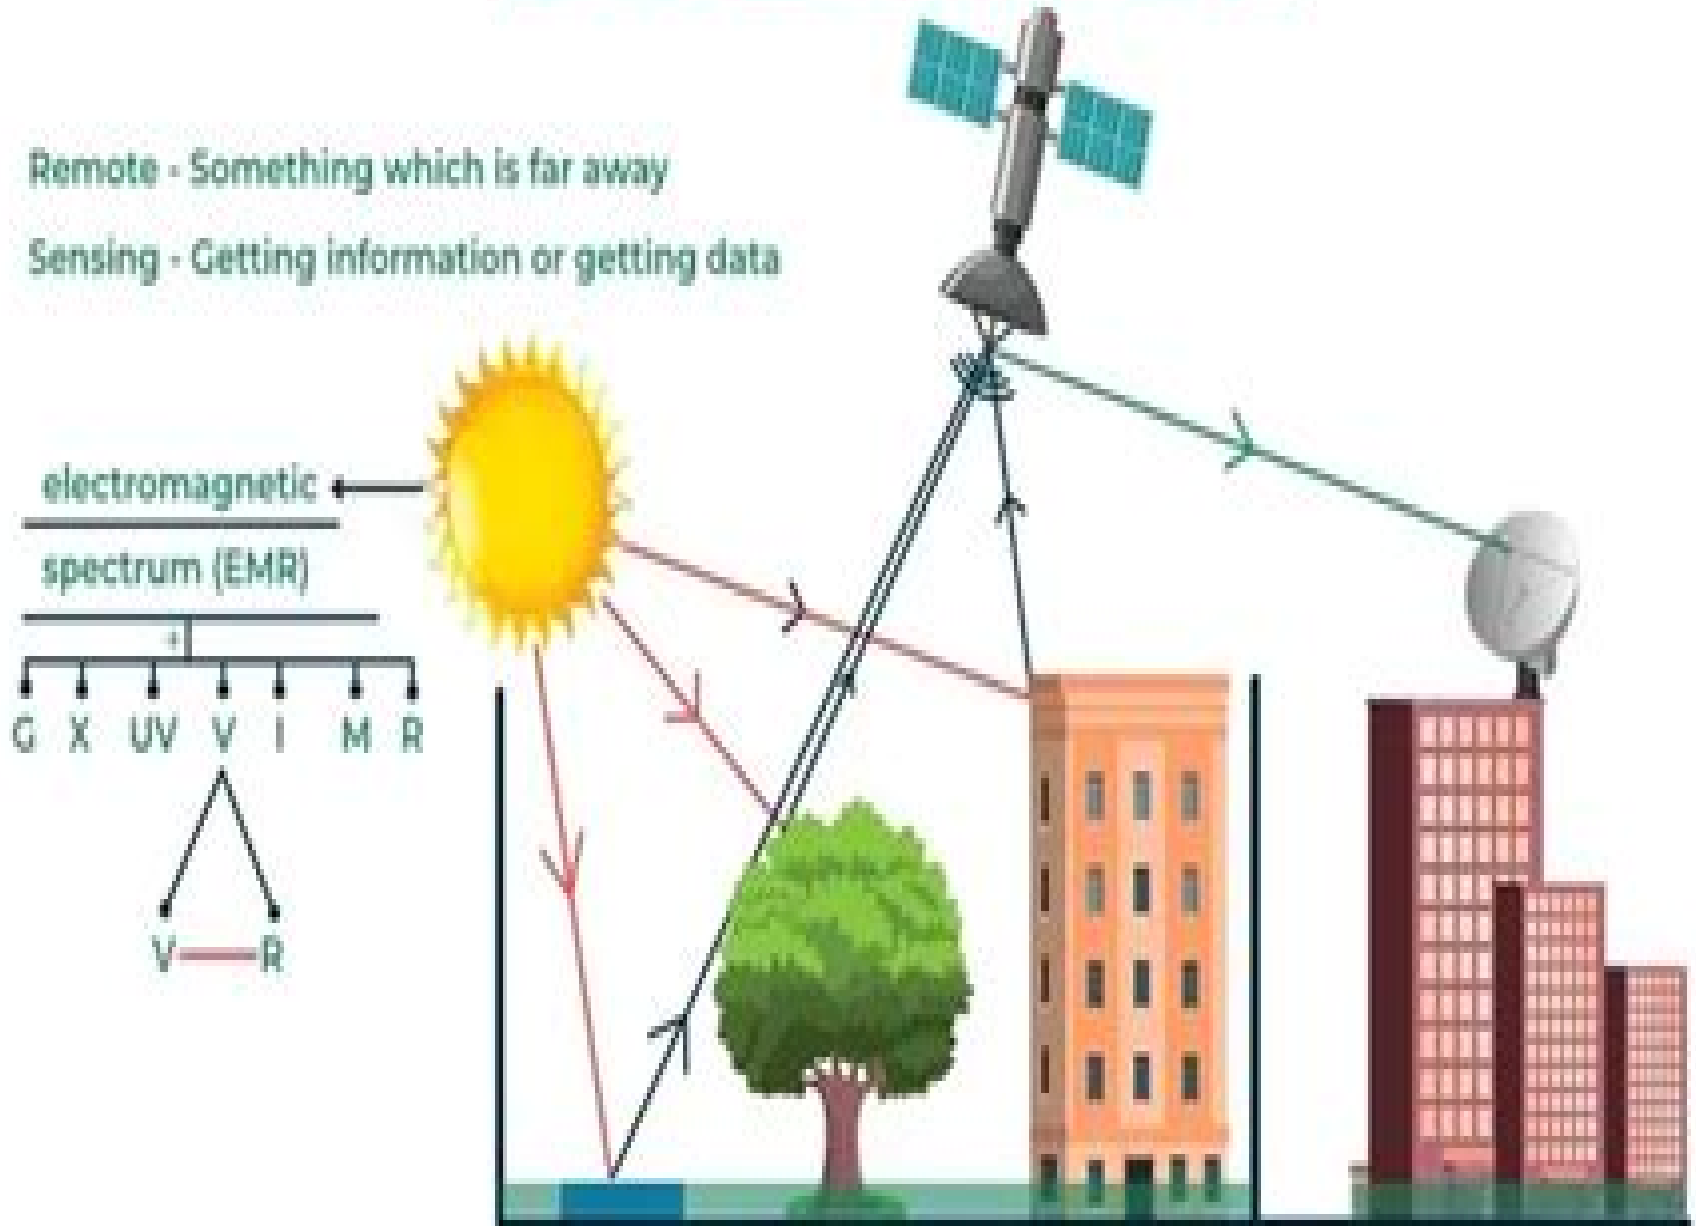 Remote - Something which is far away
Sensing - Getting information or getting data
electromagnetic
spectrum (EMR)
G X UV V I M R
V R